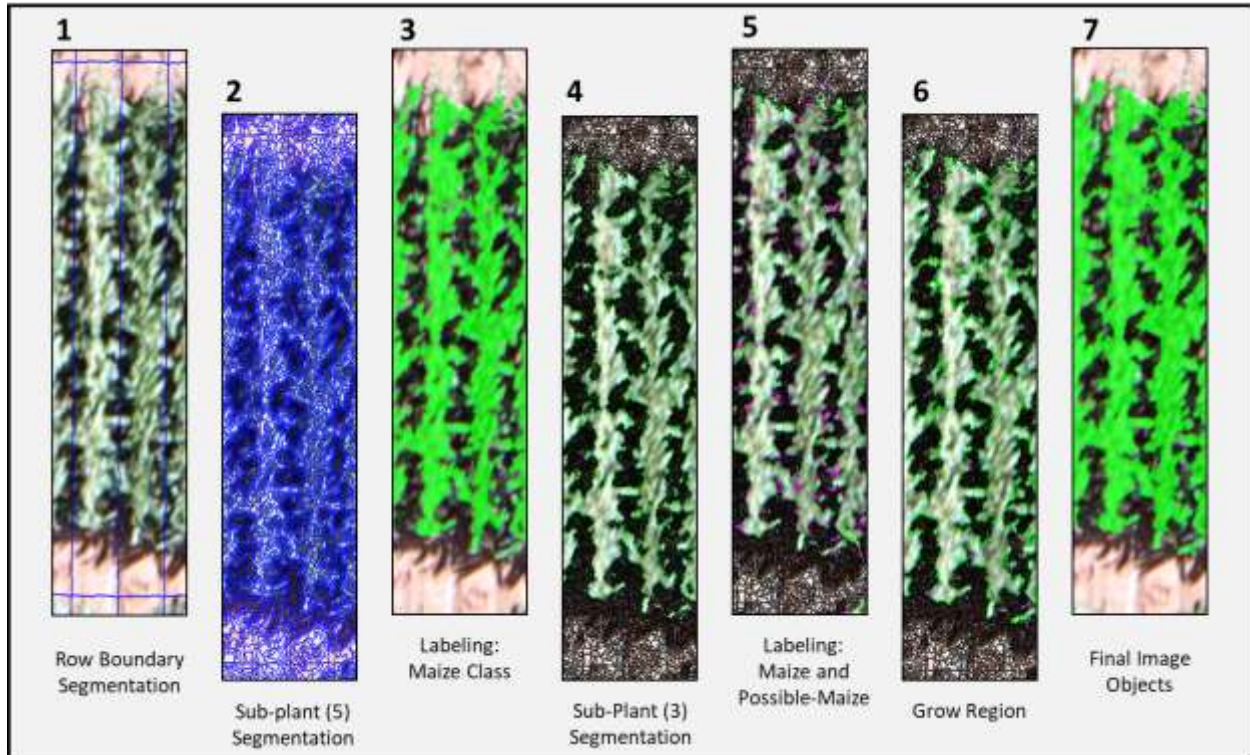 1
2
3
4
5
6
7
Row Boundary
Segmentation
Sub-plant (5)
Segmentation
Labeling:
Maize Class
Sub-Plant (3)
Segmentation
Labeling:
Maize and
Possible-Maize
Grow Region
Final Image
Objects